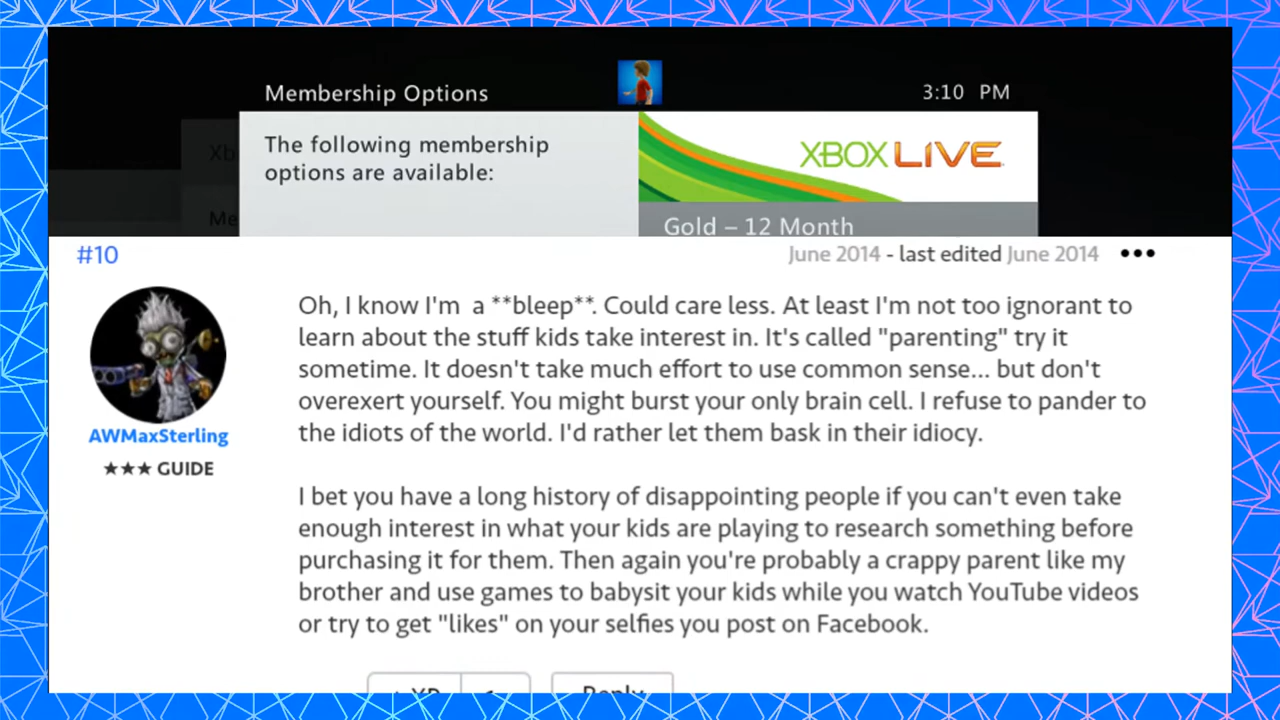 Membership Options
3:10 PM
The following membership
options are available:
XBOX LIVE
Xb
Me
Gold – 12 Month
#10
June 2014 - last edited June 2014
AWMaxSterling
★★★ GUIDE
Oh, I know I'm a **bleep**. Could care less. At least I'm not too ignorant to
learn about the stuff kids take interest in. It's called "parenting" try it
sometime. It doesn't take much effort to use common sense... but don't
overexert yourself. You might burst your only brain cell. I refuse to pander to
the idiots of the world. I'd rather let them bask in their idiocy.
I bet you have a long history of disappointing people if you can't even take
enough interest in what your kids are playing to research something before
purchasing it for them. Then again you're probably a crappy parent like my
brother and use games to babysit your kids while you watch YouTube videos
or try to get "likes" on your selfies you post on Facebook.
XP
Reply